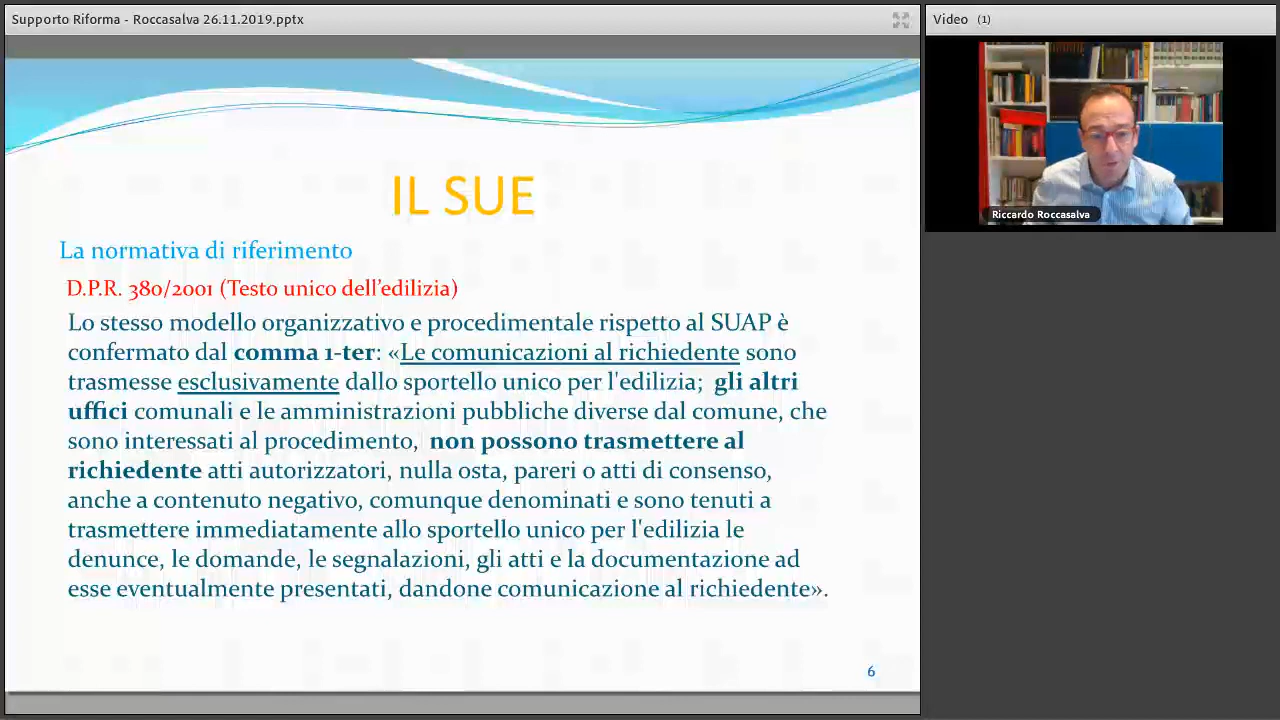 Supporto Riforma - Roccasalva 26.11.2019.pptx
Video (1)
Riccardo Roccasalva
IL SUE
La normativa di riferimento
D.P.R. 380/2001 (Testo unico dell’edilizia)
Lo stesso modello organizzativo e procedimentale rispetto al SUAP è
confermato dal comma 1-ter: «Le comunicazioni al richiedente sono
trasmesse esclusivamente dallo sportello unico per l'edilizia; gli altri
uffici comunali e le amministrazioni pubbliche diverse dal comune, che
sono interessati al procedimento, non possono trasmettere al
richiedente atti autorizzatori, nulla osta, pareri o atti di consenso,
anche a contenuto negativo, comunque denominati e sono tenuti a
trasmettere immediatamente allo sportello unico per l'edilizia le
denunce, le domande, le segnalazioni, gli atti e la documentazione ad
esse eventualmente presentati, dandone comunicazione al richiedente».
6